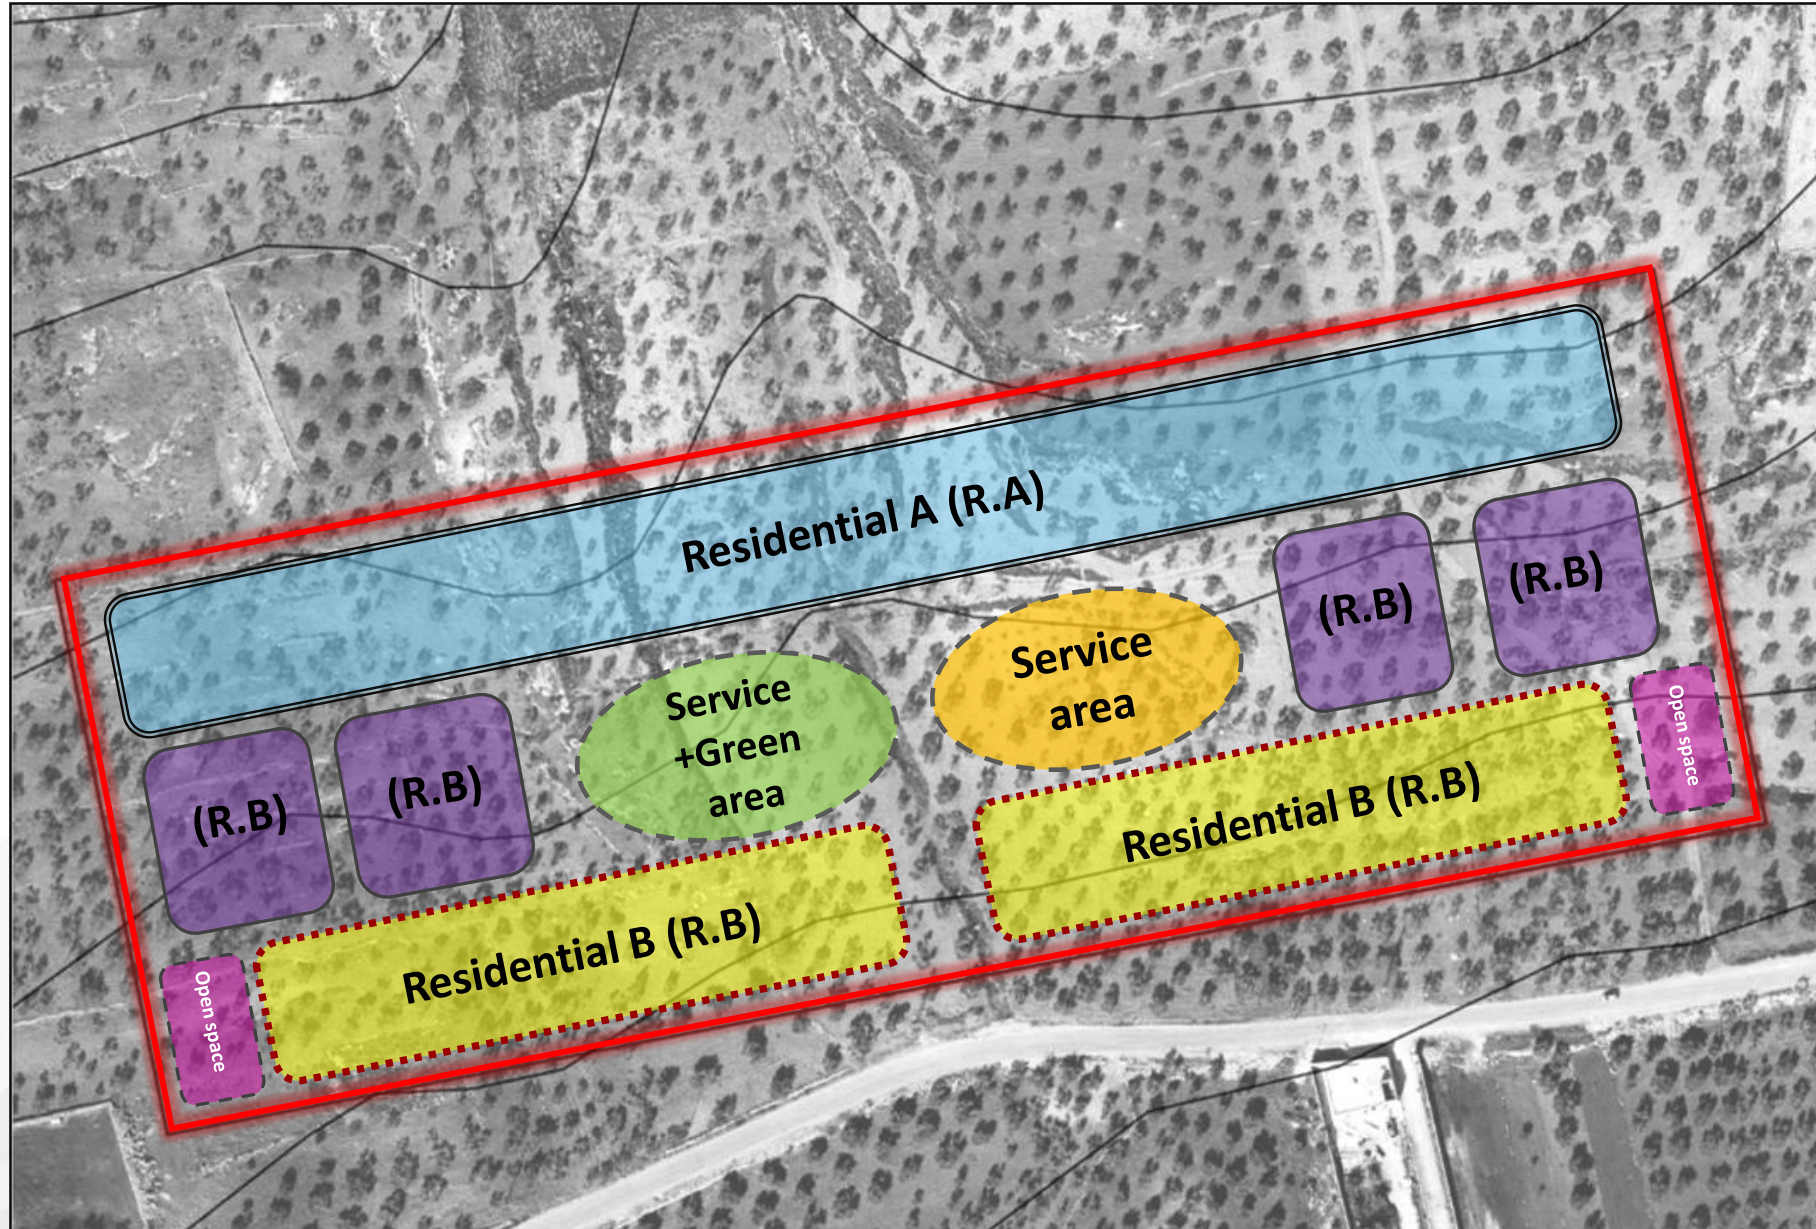 Residential A (R.A)
(R.B)
(R.B)
Service
area
Service
+Green
area
(R.B)
(R.B)
Open space
Residential B (R.B)
Residential B (R.B)
Open space